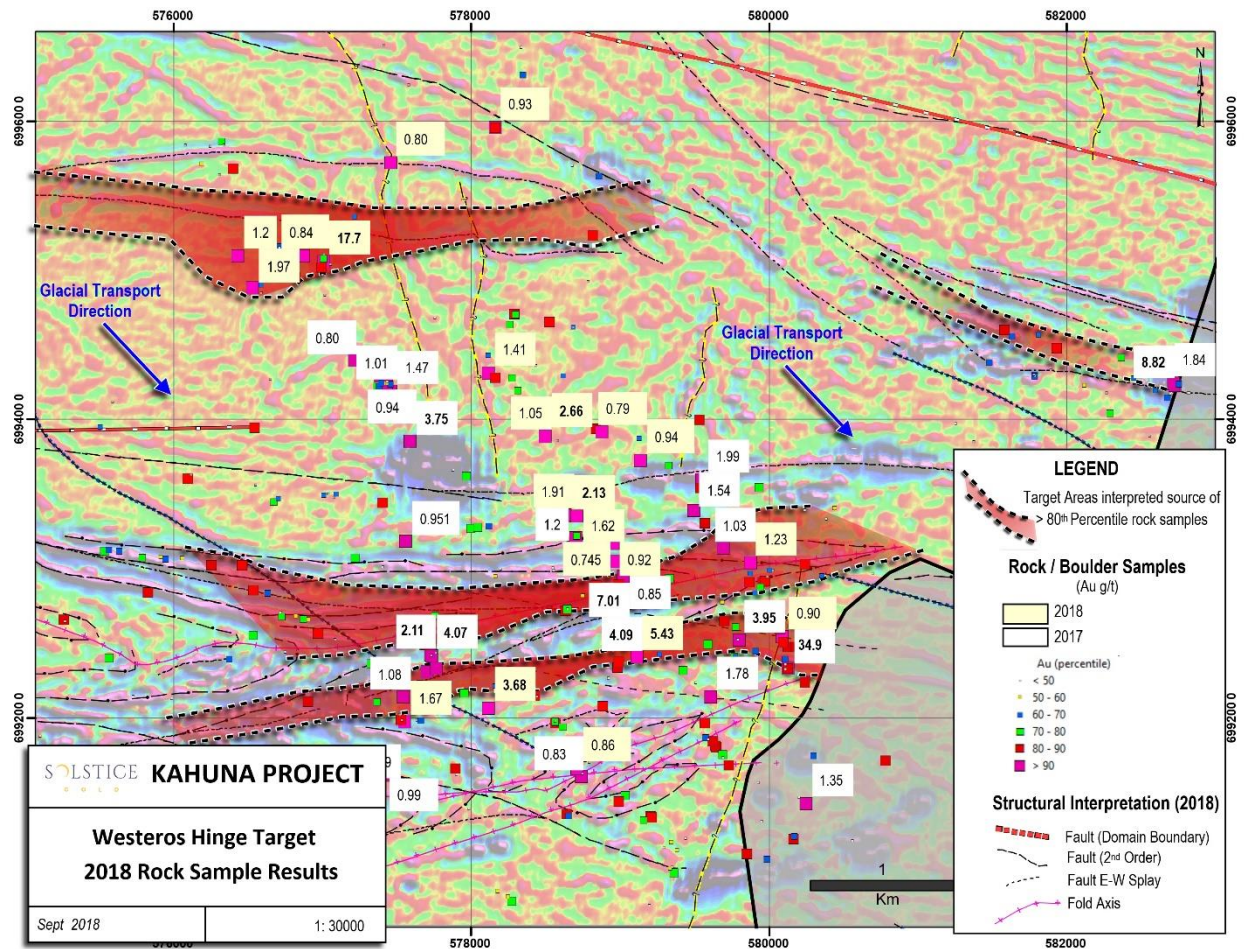 576000 578000 580000 582000
6996000
6994000
6992000
6996000
6994000
6992000
N
0.93
0.80
1.2 0.84 17.7
1.97
Glacial Transport
Direction
Glacial Transport
Direction
0.80
1.01 1.47
0.94
3.75
1.41
1.05 2.66 0.79
0.94
8.82 1.84
1.99
1.91 2.13
1.54
0.951
1.2 1.62
1.03
1.23
0.745 0.92
0.85
7.01
3.95 0.90
2.11 4.07
4.09 5.43
34.9
1.08
3.68
1.78
1.67
0.86
0.83
1.35
9
0.99
LEGEND
Target Areas interpreted source of
> 80th Percentile rock samples
Rock / Boulder Samples
(Au g/t)
2018
2017
Au (percentile)
< 50
50 - 60
60 - 70
70 - 80
80 - 90
> 90
Structural Interpretation (2018)
Fault (Domain Boundary)
Fault (2nd Order)
Fault E-W Splay
Fold Axis
1
Km
SOLSTICE
GOLD
KAHUNA PROJECT
Westeros Hinge Target
2018 Rock Sample Results
Sept 2018
1: 30000
576000 578000 580000 582000